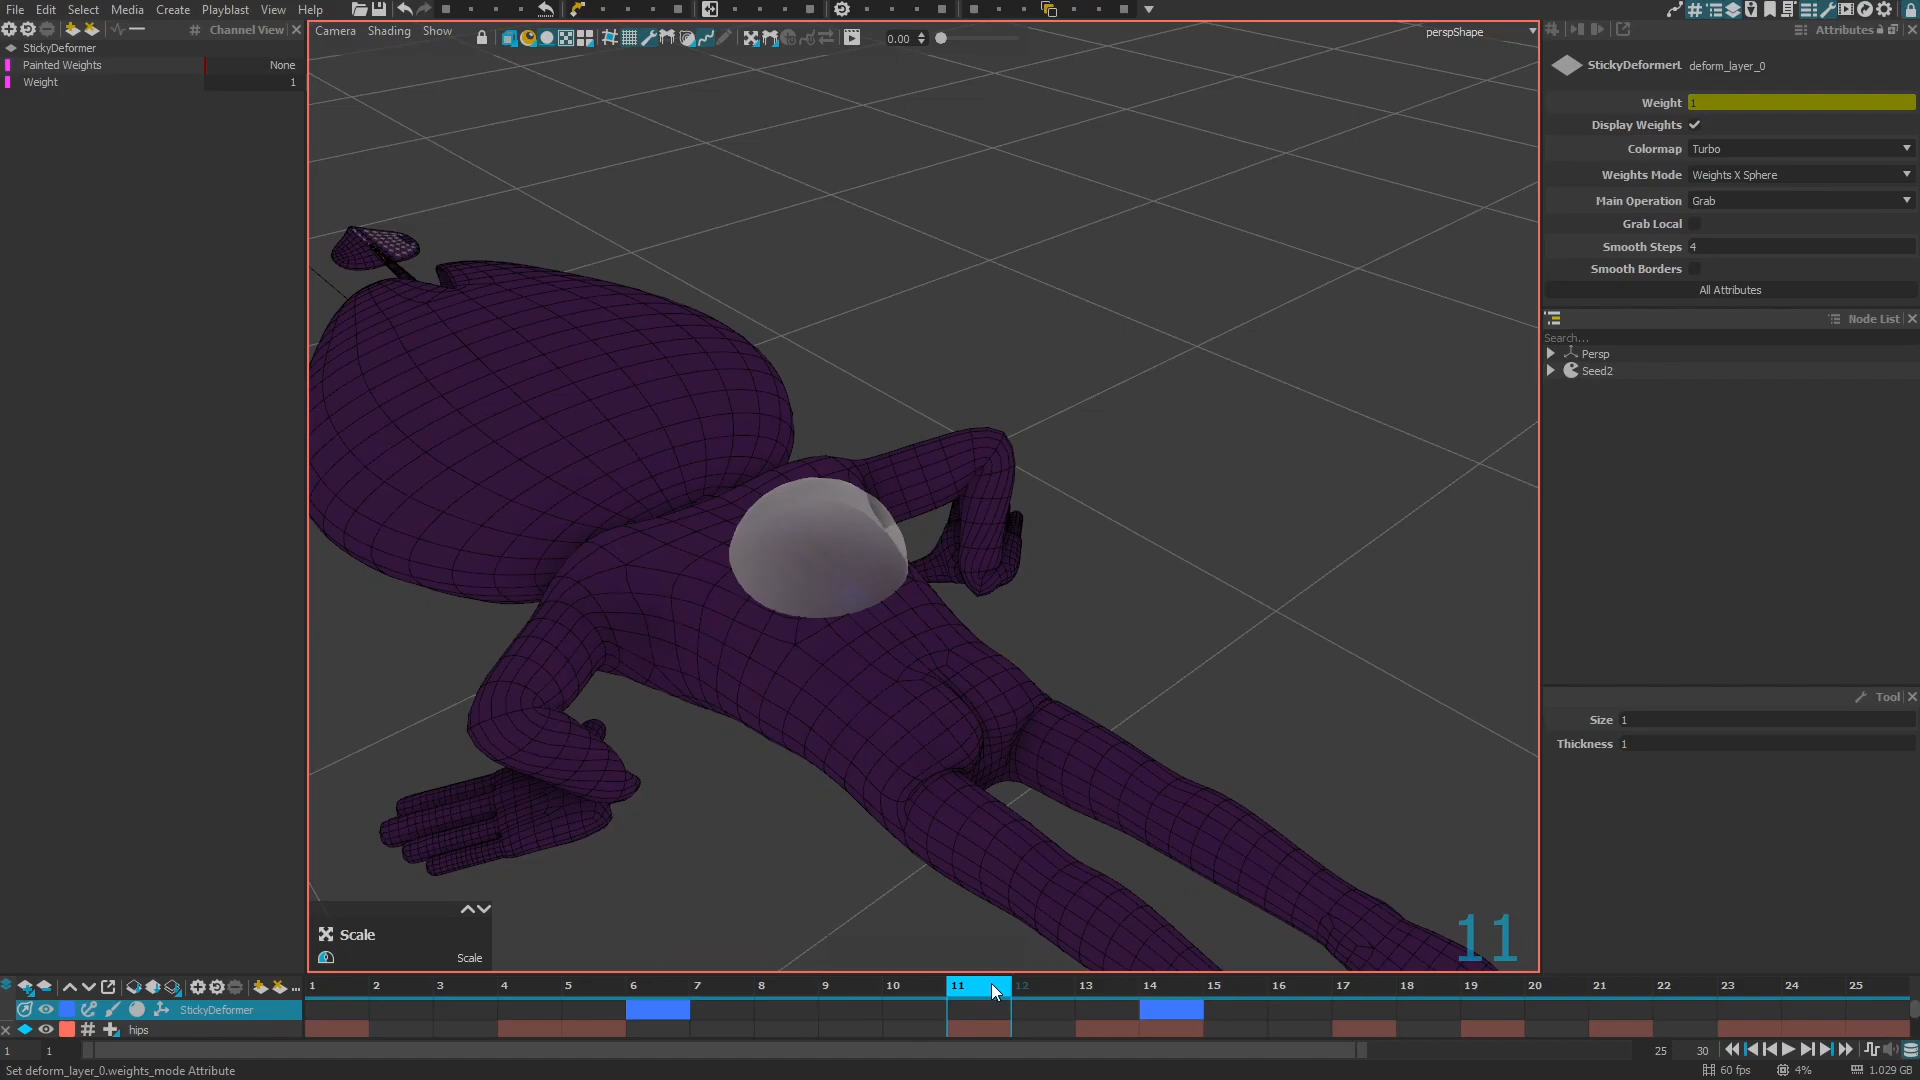 File Edit Select Media Create Crease Playblast View Help
Channel View
StickyDeformer
Painted Weights None
Weight 1
Camera Shading Show
0.00
perspShape
Attributes
StickyDeformerL deform_layer_0
Weight 1
Display Weights
Colormap Turbo
Weights Mode Weights X Sphere
Main Operation Grab
Grab Local
Smooth Steps 4
Smooth Borders
All Attributes
Node List
Search...
Persp
Seed2
Tool
Size 1
Thickness 1
11
Scale
Scale
1 2 3 4 5 6 7 8 9 10 11 12 13 14 15 16 17 18 19 20 21 22 23 24 25
StickyDeformer
hips
1 1 25 30
Set deform_layer_0.weights_mode Attribute
60 fps 4% 1.029 GB